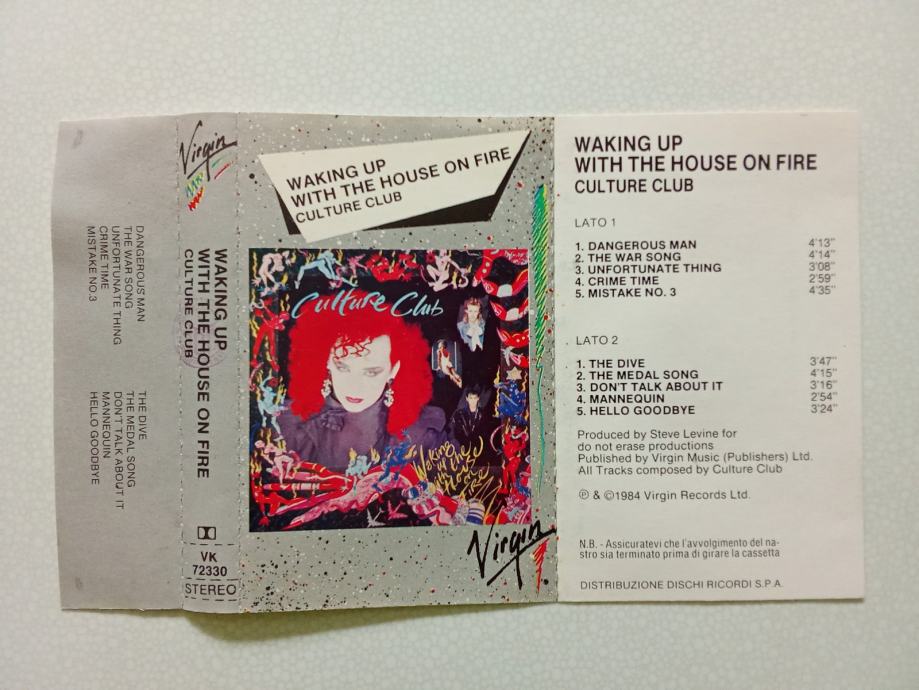 DANGEROUS MAN
THE WAR SONG
UNFORTUNATE THING
CRIME TIME
MISTAKE NO. 3
THE DIVE
THE MEDAL SONG
DON'T TALK ABOUT IT
MANNEQUIN
HELLO GOODBYE
Virgin
WAKING UP
WITH THE HOUSE ON FIRE
CULTURE CLUB
VK
72330
STEREO
WAKING UP
WITH THE HOUSE ON FIRE
CULTURE CLUB
Culture Club
Waking
up with
the House
on Fire
Virgin
WAKING UP
WITH THE HOUSE ON FIRE
CULTURE CLUB
LATO 1
1. DANGEROUS MAN 4'13"
2. THE WAR SONG 4'14"
3. UNFORTUNATE THING 3'08"
4. CRIME TIME 2'59"
5. MISTAKE NO. 3 4'35"
LATO 2
1. THE DIVE 3'47"
2. THE MEDAL SONG 4'15"
3. DON'T TALK ABOUT IT 3'16"
4. MANNEQUIN 2'54"
5. HELLO GOODBYE 3'24"
Produced by Steve Levine for
do not erase productions
Published by Virgin Music (Publishers) Ltd.
All Tracks composed by Culture Club
℗ & ©1984 Virgin Records Ltd.
N.B. - Assicuratevi che l'avvolgimento del na-
stro sia terminato prima di girare la cassetta
DISTRIBUZIONE DISCHI RICORDI S.P.A.